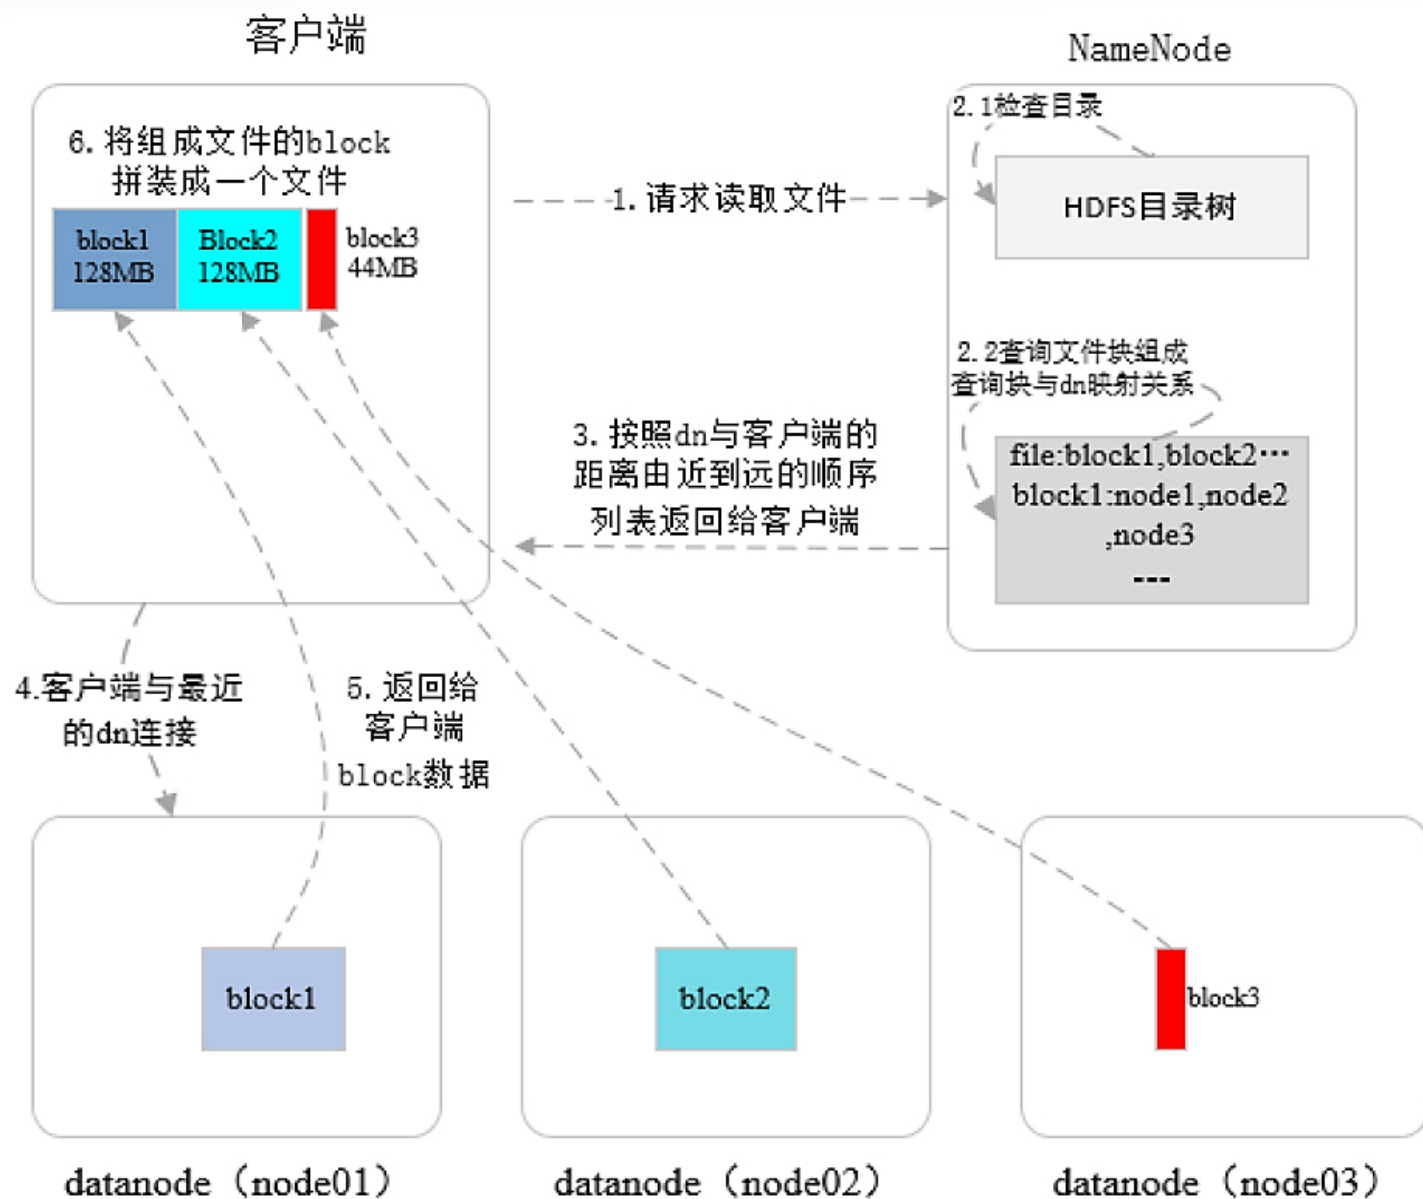 客户端
NameNode
6.将组成文件的block
拼装成一个文件
block1
128MB
Block2
128MB
block3
44MB
1.请求读取文件
2.1检查目录
HDFS目录树
2.2查询文件块组成
查询块与dn映射关系
file:block1,block2…
block1:node1,node2
,node3
---
3.按照dn与客户端的
距离由近到远的顺序
列表返回给客户端
4.客户端与最近
的dn连接
5.返回给
客户端
block数据
block1
block2
block3
datanode（node01）
datanode（node02）
datanode（node03）